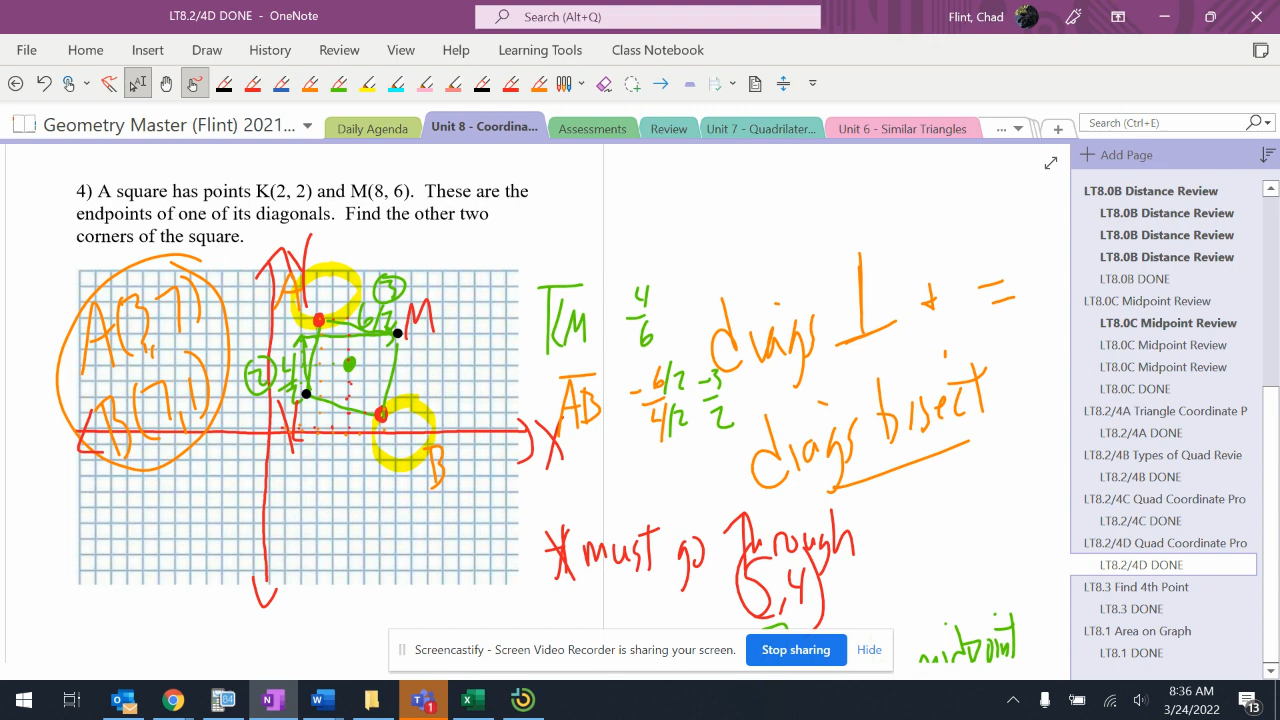 LT8.2/4D DONE - OneNote
Search (Alt+Q)
Flint, Chad
File Home Insert Draw History Review View Help Learning Tools Class Notebook
Geometry Master (Flint) 2021...
Daily Agenda Unit 8 - Coordina... Assessments Review Unit 7 - Quadrilater... Unit 6 - Similar Triangles ...
Search (Ctrl+E)
Add Page
4) A square has points K(2, 2) and M(8, 6). These are the
endpoints of one of its diagonals. Find the other two
corners of the square.
A(3,7)
B(7,1)
A
M
3
6/2
2
4/2
K
X
B
KM 4/6
AB -6/2 / 4/2 -3/2
diags ⊥ + =
diags bisect
* must go through
(5,4)
midpoint
LT8.0B Distance Review
LT8.0B Distance Review
LT8.0B Distance Review
LT8.0B Distance Review
LT8.0B DONE
LT8.0C Midpoint Review
LT8.0C Midpoint Review
LT8.0C Midpoint Review
LT8.0C Midpoint Review
LT8.0C DONE
LT8.2/4A Triangle Coordinate P
LT8.2/4A DONE
LT8.2/4B Types of Quad Revie
LT8.2/4B DONE
LT8.2/4C Quad Coordinate Pro
LT8.2/4C DONE
LT8.2/4D Quad Coordinate Pro
LT8.2/4D DONE
LT8.3 Find 4th Point
LT8.3 DONE
LT8.1 Area on Graph
LT8.1 DONE
Screencastify - Screen Video Recorder is sharing your screen.
Stop sharing
Hide
8:36 AM
3/24/2022
13